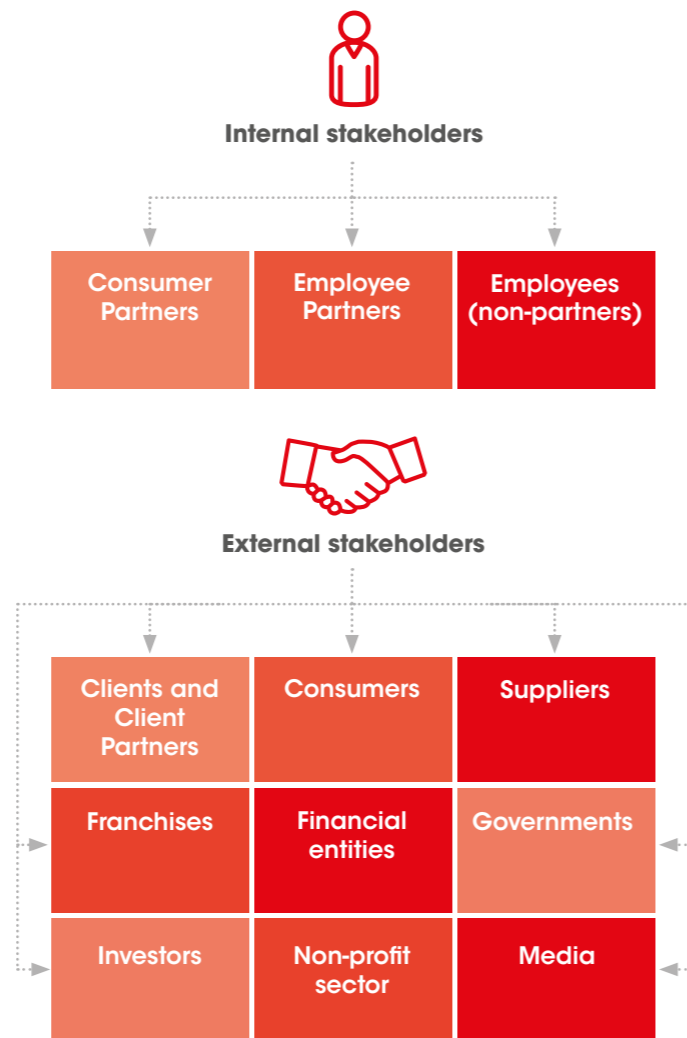 Internal stakeholders
Consumer
Partners
Employee
Partners
Employees
(non-partners)
External stakeholders
Clients and
Client
Partners
Consumers
Suppliers
Franchises
Financial
entities
Governments
Investors
Non-profit
sector
Media